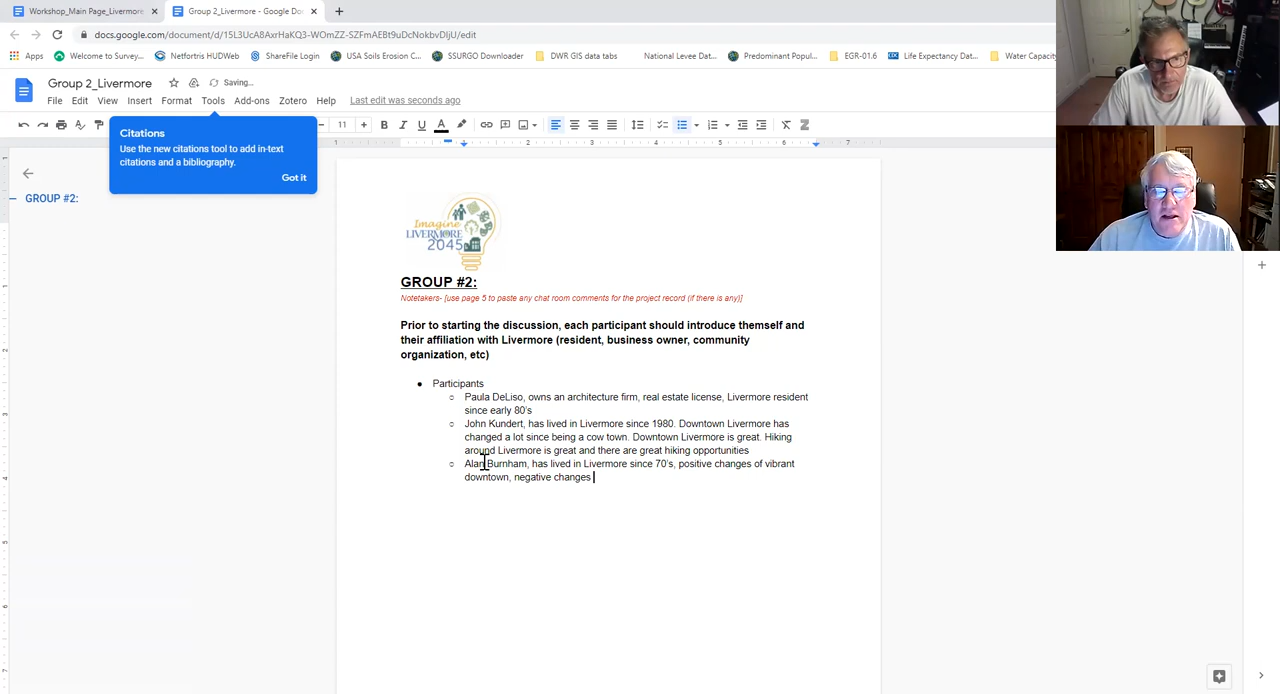 Workshop_Main Page_Livermore
Group 2_Livermore - Google Doc
docs.google.com/document/d/15L3UcA8AxrHaKQ3-WOmZZ-SZFmAEBt9uDcNokbvDIjU/edit
Apps
Welcome to Survey...
Netfortris HUDWeb
ShareFile Login
USA Soils Erosion C...
SSURGO Downloader
DWR GIS data tabs
National Levee Dat...
Predominant Popul...
EGR-01.6
Life Expectancy Dat...
Water Capacity
Group 2_Livermore
Saving...
File Edit View Insert Format Tools Add-ons Zotero Help Last edit was seconds ago
11
Citations
Use the new citations tool to add in-text
citations and a bibliography.
Got it
GROUP #2:
Imagine
LIVERMORE
2045
GROUP #2:
Notetakers- [use page 5 to paste any chat room comments for the project record (if there is any)]
Prior to starting the discussion, each participant should introduce themself and
their affiliation with Livermore (resident, business owner, community
organization, etc)
● Participants
○ Paula DeLiso, owns an architecture firm, real estate license, Livermore resident
since early 80's
○ John Kundert, has lived in Livermore since 1980. Downtown Livermore has
changed a lot since being a cow town. Downtown Livermore is great. Hiking
around Livermore is great and there are great hiking opportunities
○ Alan Burnham, has lived in Livermore since 70's, positive changes of vibrant
downtown, negative changes